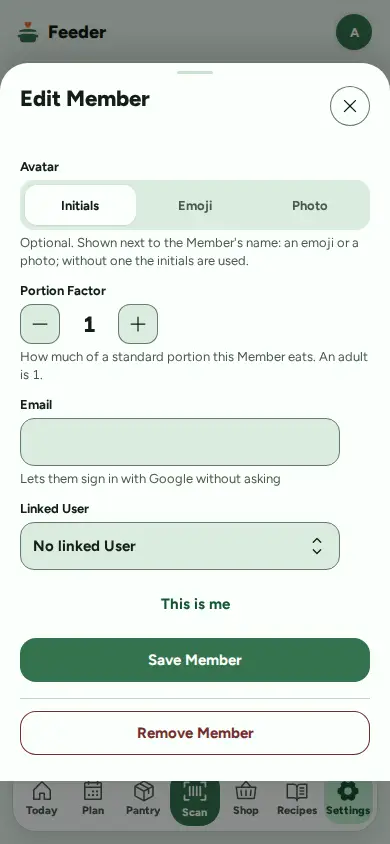 Feeder
A
Edit Member
Avatar
Initials
Emoji
Photo
Optional. Shown next to the Member's name: an emoji or a
photo; without one the initials are used.
Portion Factor
1
How much of a standard portion this Member eats. An adult
is 1.
Email
Lets them sign in with Google without asking
Linked User
No linked User
This is me
Save Member
Remove Member
Today
Plan
Pantry
Scan
Shop
Recipes
Settings